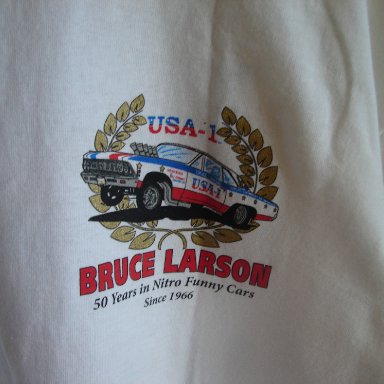 USA-1
USA-1
BRUCE LARSON
50 Years in Nitro Funny Cars
Since 1966